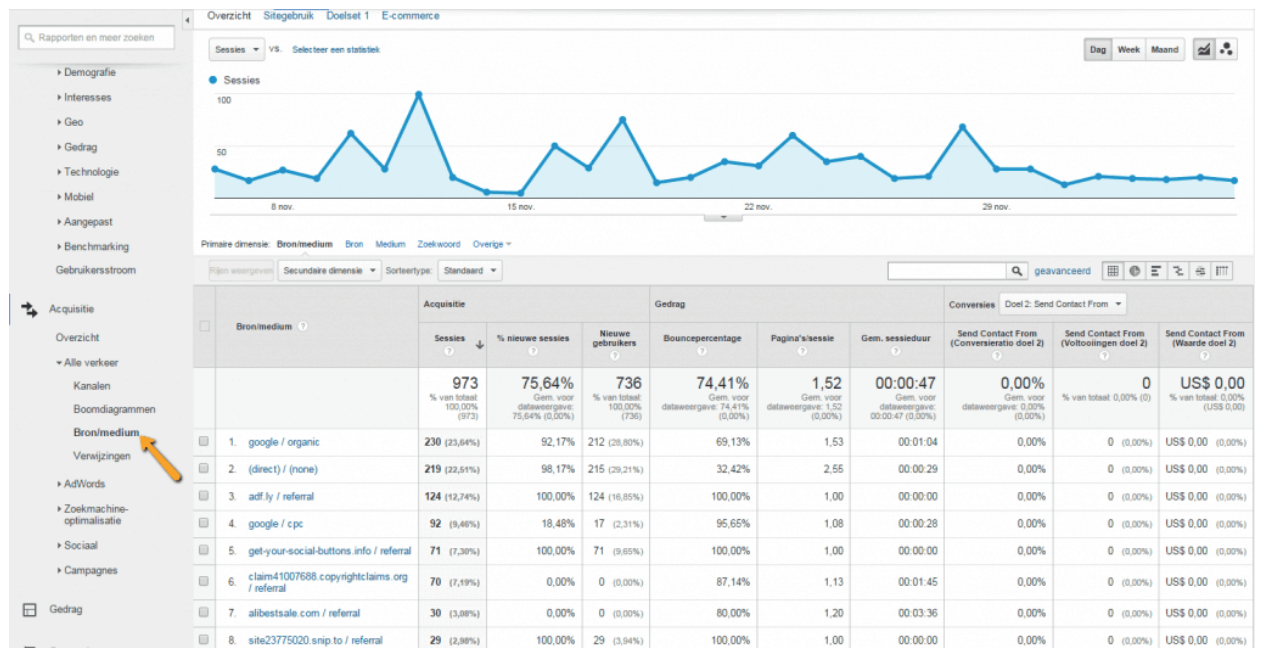 Overzicht Sitegebruik Doelset 1 E-commerce
Rapporten en meer zoeken
Demografie
Interesses
Geo
Gedrag
Technologie
Mobiel
Aangepast
Benchmarking
Gebruikersstroom
Acquisitie
Overzicht
Alle verkeer
Kanalen
Boomdiagrammen
Bron/medium
Verwijzingen
AdWords
Zoekmachine-
optimalisatie
Sociaal
Campagnes
Gedrag
Sessies VS. Selecteer een statistiek
Dag Week Maand
Sessies
100
50
8 nov. 15 nov. 22 nov. 29 nov.
Primaire dimensie: Bron/medium Bron Medium Zoekwoord Overige
Rijen weergeven Secundaire dimensie Sorteertype: Standaard geavanceerd
Acquisitie Gedrag Conversies Doel 2: Send Contact From
Bron/medium ? Sessies ? % nieuwe sessies ? Nieuwe gebruikers ? Bouncepercentage ? Pagina's/sessie ? Gem. sessieduur ? Send Contact From (Conversieratio doel 2) ? Send Contact From (Voltooiingen doel 2) ? Send Contact From (Waarde doel 2) ?
973 75,64% 736 74,41% 1,52 00:00:47 0,00% 0 US$ 0,00
% van totaal: Gem. voor % van totaal: Gem. voor Gem. voor Gem. voor Gem. voor % van totaal: 0,00% (0) % van totaal: 0,00%
100,00% dataweergave: 100,00% dataweergave: 74,41% dataweergave: 1,52 dataweergave: dataweergave: 0,00% (US$ 0,00)
(973) 75,64% (0,00%) (736) (0,00%) (0,00%) 00:00:47 (0,00%) (0,00%)
1. google / organic 230 (23,64%) 92,17% 212 (28,80%) 69,13% 1,53 00:01:04 0,00% 0 (0,00%) US$ 0,00 (0,00%)
2. (direct) / (none) 219 (22,51%) 98,17% 215 (29,21%) 32,42% 2,55 00:00:29 0,00% 0 (0,00%) US$ 0,00 (0,00%)
3. adf.ly / referral 124 (12,74%) 100,00% 124 (16,85%) 100,00% 1,00 00:00:00 0,00% 0 (0,00%) US$ 0,00 (0,00%)
4. google / cpc 92 (9,46%) 18,48% 17 (2,31%) 95,65% 1,08 00:00:28 0,00% 0 (0,00%) US$ 0,00 (0,00%)
5. get-your-social-buttons.info / referral 71 (7,30%) 100,00% 71 (9,65%) 100,00% 1,00 00:00:00 0,00% 0 (0,00%) US$ 0,00 (0,00%)
6. claim41007688.copyrightclaims.org
/ referral 70 (7,19%) 0,00% 0 (0,00%) 87,14% 1,13 00:01:45 0,00% 0 (0,00%) US$ 0,00 (0,00%)
7. alibestsale.com / referral 30 (3,08%) 0,00% 0 (0,00%) 80,00% 1,20 00:03:36 0,00% 0 (0,00%) US$ 0,00 (0,00%)
8. site23775020.snip.to / referral 29 (2,98%) 100,00% 29 (3,94%) 100,00% 1,00 00:00:00 0,00% 0 (0,00%) US$ 0,00 (0,00%)